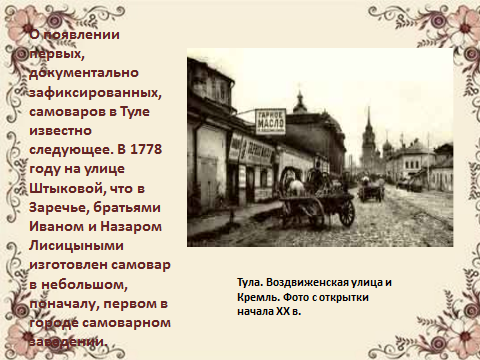 О появлении
первых,
документально
зафиксированных,
самоваров в Туле
известно
следующее. В 1778
году на улице
Штыковой, что в
Заречье, братьями
Иваном и Назаром
Лисицыными
изготовлен самовар
в небольшом,
поначалу, первом в
городе самоварном
заведении.
ГАРНОЕ
МАСЛО
Тула. Воздвиженская улица и
Кремль. Фото с открытки
начала XX в.